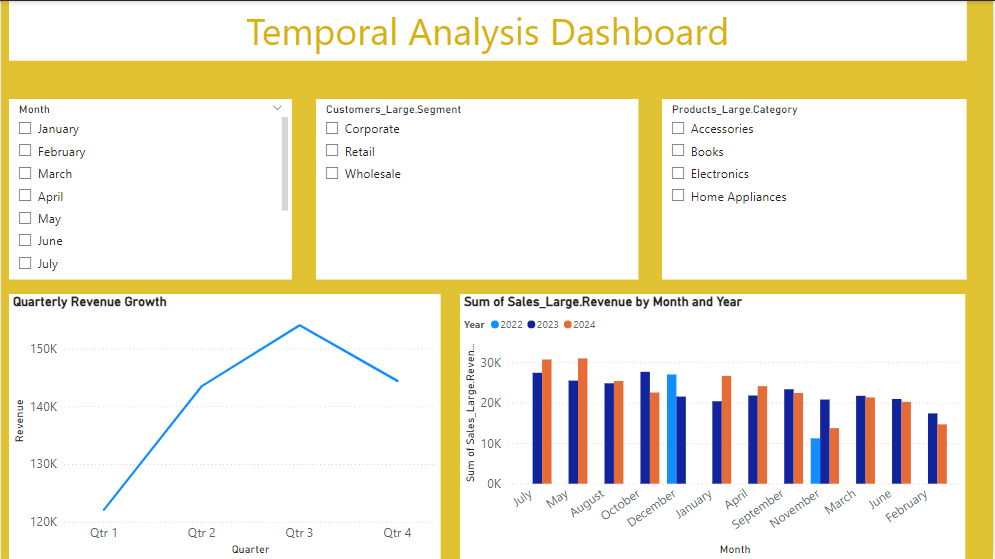 Temporal Analysis Dashboard
Month
January
February
March
April
May
June
July
Customers_Large.Segment
Corporate
Retail
Wholesale
Products_Large.Category
Accessories
Books
Electronics
Home Appliances
Quarterly Revenue Growth
150K
140K
130K
120K
Revenue
Qtr 1 Qtr 2 Qtr 3 Qtr 4
Quarter
Sum of Sales_Large.Revenue by Month and Year
Year 2022 2023 2024
30K
20K
10K
0K
Sum of Sales_Large.Reven...
July May August October December January April September November March June February
Month